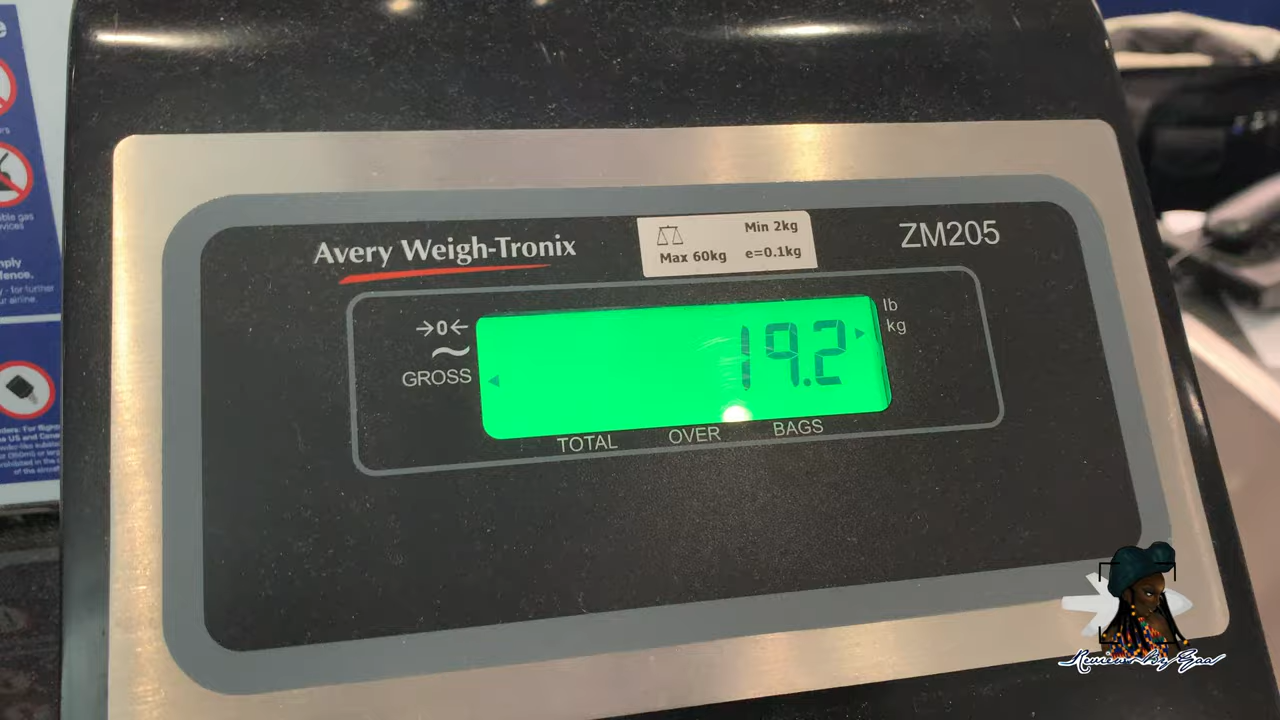 Avery Weigh-Tronix
Min 2kg
Max 60kg e=0.1kg
ZM205
→0←
~
GROSS
19.2
lb
kg
TOTAL OVER BAGS